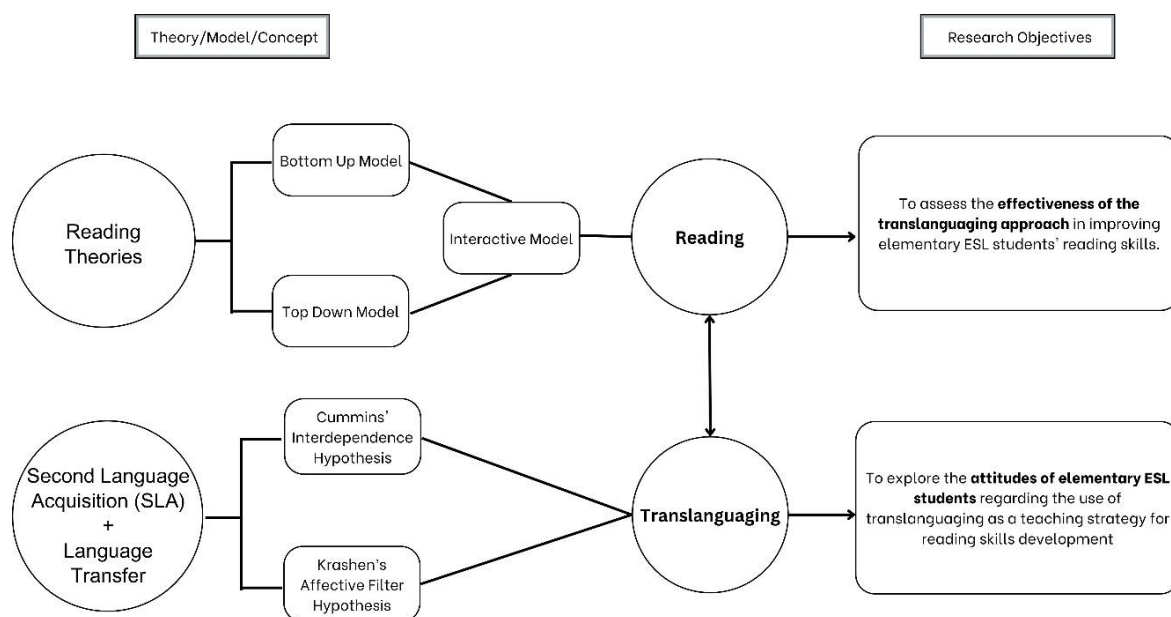 Theory/Model/Concept
Research Objectives
Reading
Theories
Bottom Up Model
Top Down Model
Interactive Model
Reading
To assess the effectiveness of the
translanguaging approach in improving
elementary ESL students' reading skills.
Second Language
Acquisition (SLA)
+
Language
Transfer
Cummins'
Interdependence
Hypothesis
Krashen's
Affective Filter
Hypothesis
Translanguaging
To explore the attitudes of elementary ESL
students regarding the use of
translanguaging as a teaching strategy for
reading skills development